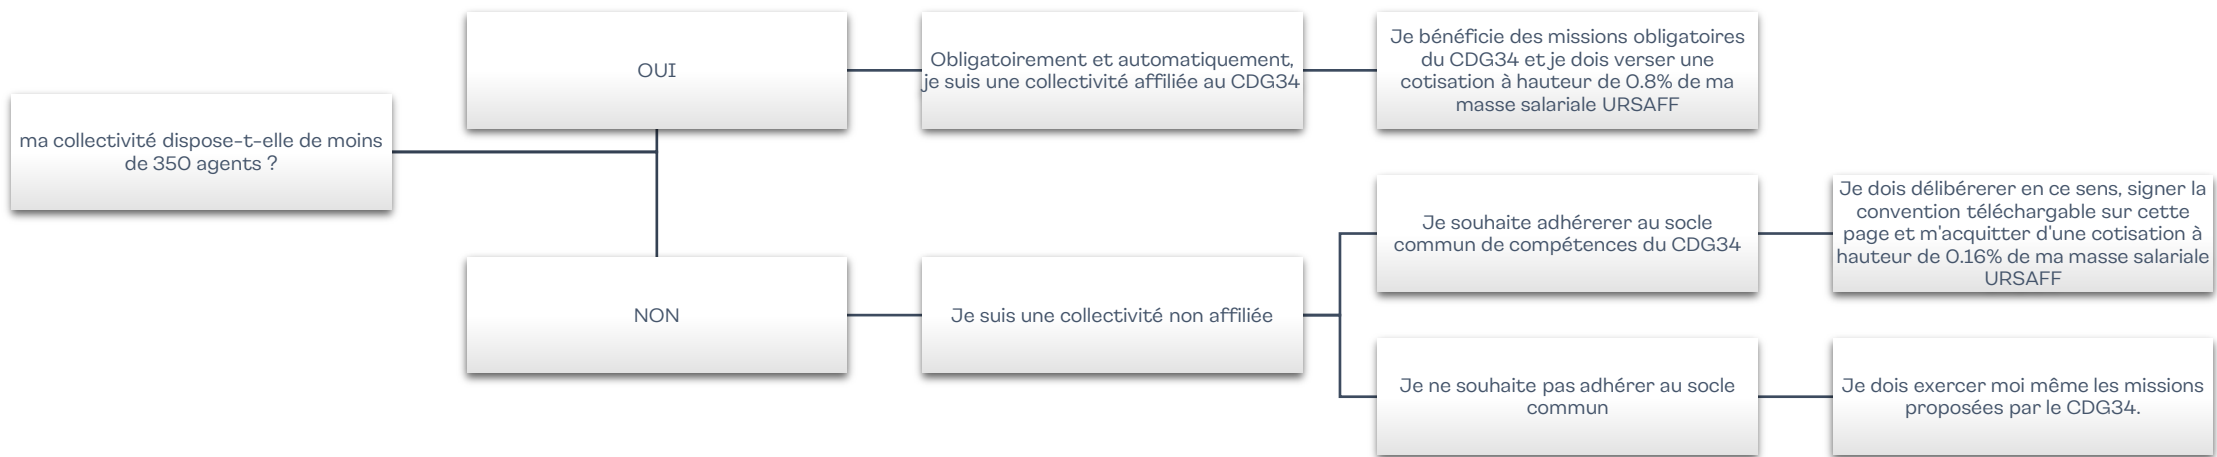 ma collectivité dispose-t-elle de moins
de 350 agents ?
OUI
Obligatoirement et automatiquement,
je suis une collectivité affiliée au CDG34
Je bénéficie des missions obligatoires
du CDG34 et je dois verser une
cotisation à hauteur de 0.8% de ma
masse salariale URSAFF
NON
Je suis une collectivité non affiliée
Je souhaite adhérerer au socle
commun de compétences du CDG34
Je dois délibérerer en ce sens, signer la
convention téléchargable sur cette
page et m'acquitter d'une cotisation à
hauteur de 0.16% de ma masse salariale
URSAFF
Je ne souhaite pas adhérer au socle
commun
Je dois exercer moi même les missions
proposées par le CDG34.